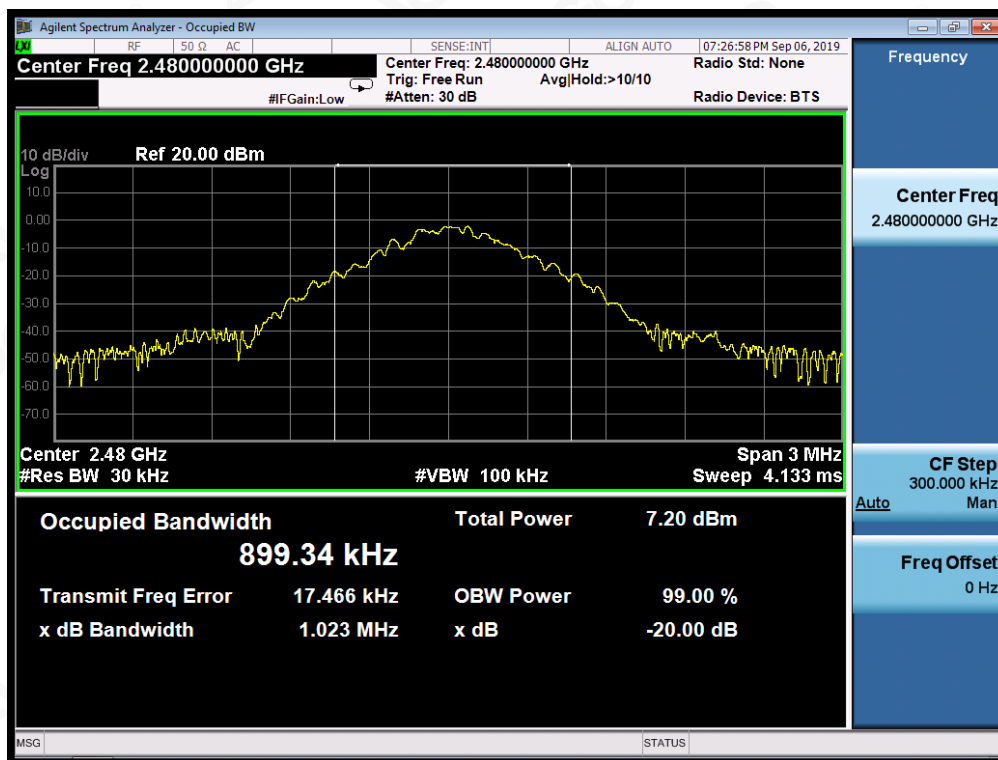 Agilent Spectrum Analyzer - Occupied BW
LXI RF 50 Ω AC SENSE:INT ALIGN AUTO 07:26:58 PM Sep 06, 2019
Center Freq 2.480000000 GHz
Center Freq: 2.480000000 GHz Radio Std: None
Trig: Free Run Avg|Hold:>10/10
#IFGain:Low #Atten: 30 dB Radio Device: BTS
10 dB/div Ref 20.00 dBm
Log
10.0
0.00
-10.0
-20.0
-30.0
-40.0
-50.0
-60.0
-70.0
Center 2.48 GHz Span 3 MHz
#Res BW 30 kHz #VBW 100 kHz Sweep 4.133 ms
Occupied Bandwidth Total Power 7.20 dBm
899.34 kHz
Transmit Freq Error 17.466 kHz OBW Power 99.00 %
x dB Bandwidth 1.023 MHz x dB -20.00 dB
Frequency
Center Freq
2.480000000 GHz
CF Step
300.000 kHz
Auto Man
Freq Offset
0 Hz
MSG STATUS